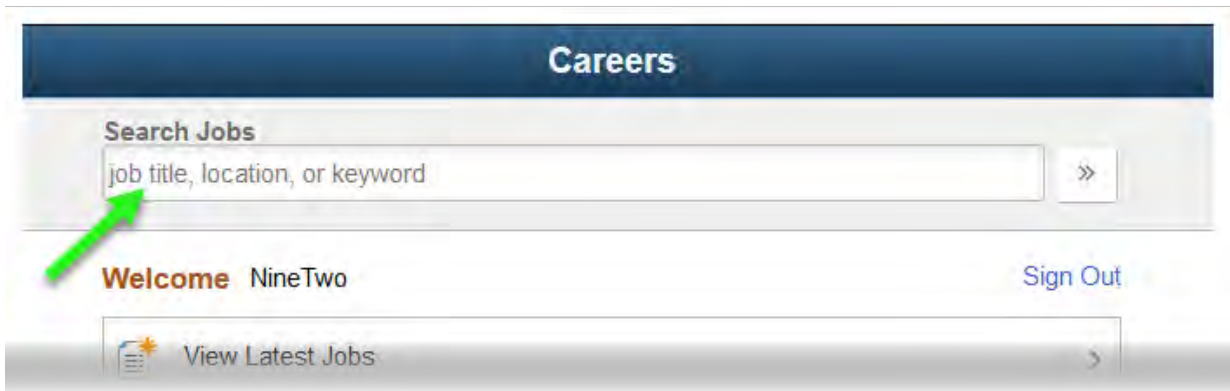 Careers
Search Jobs
job title, location, or keyword
»
Welcome NineTwo Sign Out
View Latest Jobs